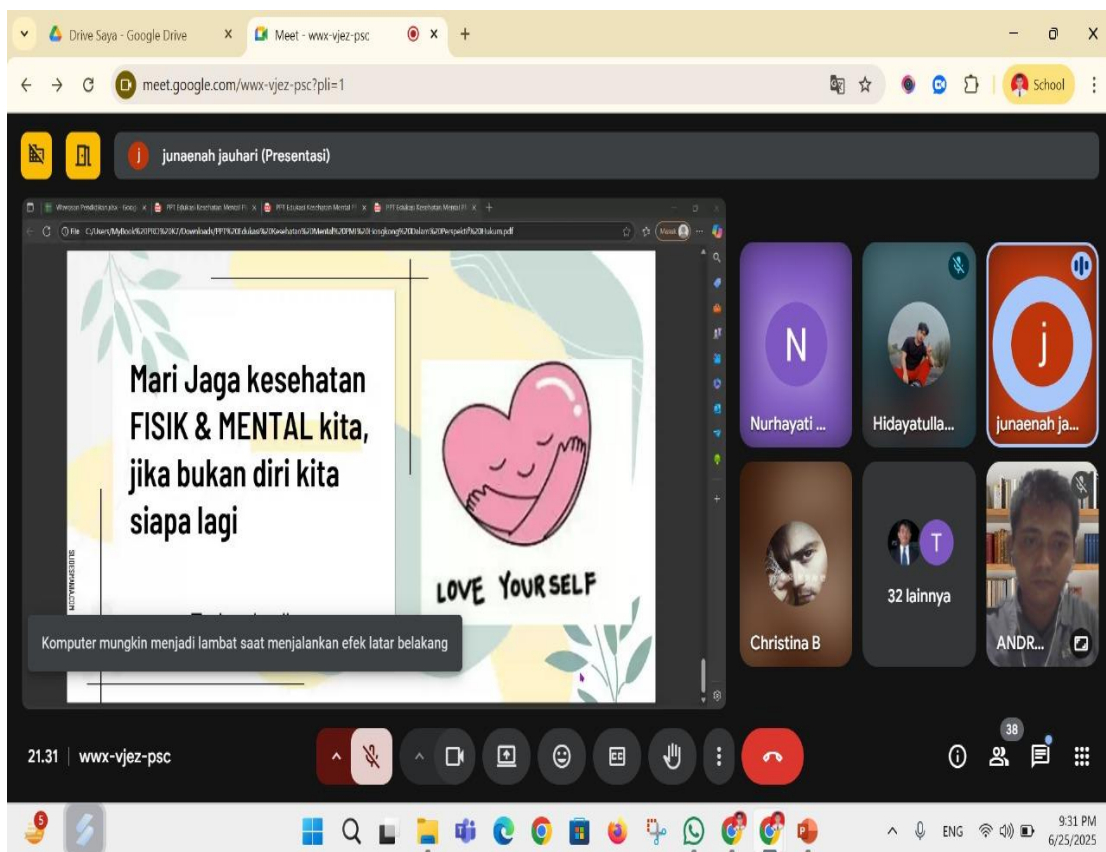 Drive Saya - Google Drive
Meet - wwx-vjez-psc
meet.google.com/wwx-vjez-psc?pli=1
School
j
junaenah jauhari (Presentasi)
Mari Jaga kesehatan
FISIK & MENTAL kita,
jika bukan diri kita
siapa lagi
LOVE YOURSELF
SLIDESMANIA.COM
Komputer mungkin menjadi lambat saat menjalankan efek latar belakang
N
Nurhayati ...
Hidayatulla...
j
junaenah ja...
Christina B
T
32 lainnya
ANDR...
21.31 | wwx-vjez-psc
38
5
ENG
9:31 PM
6/25/2025